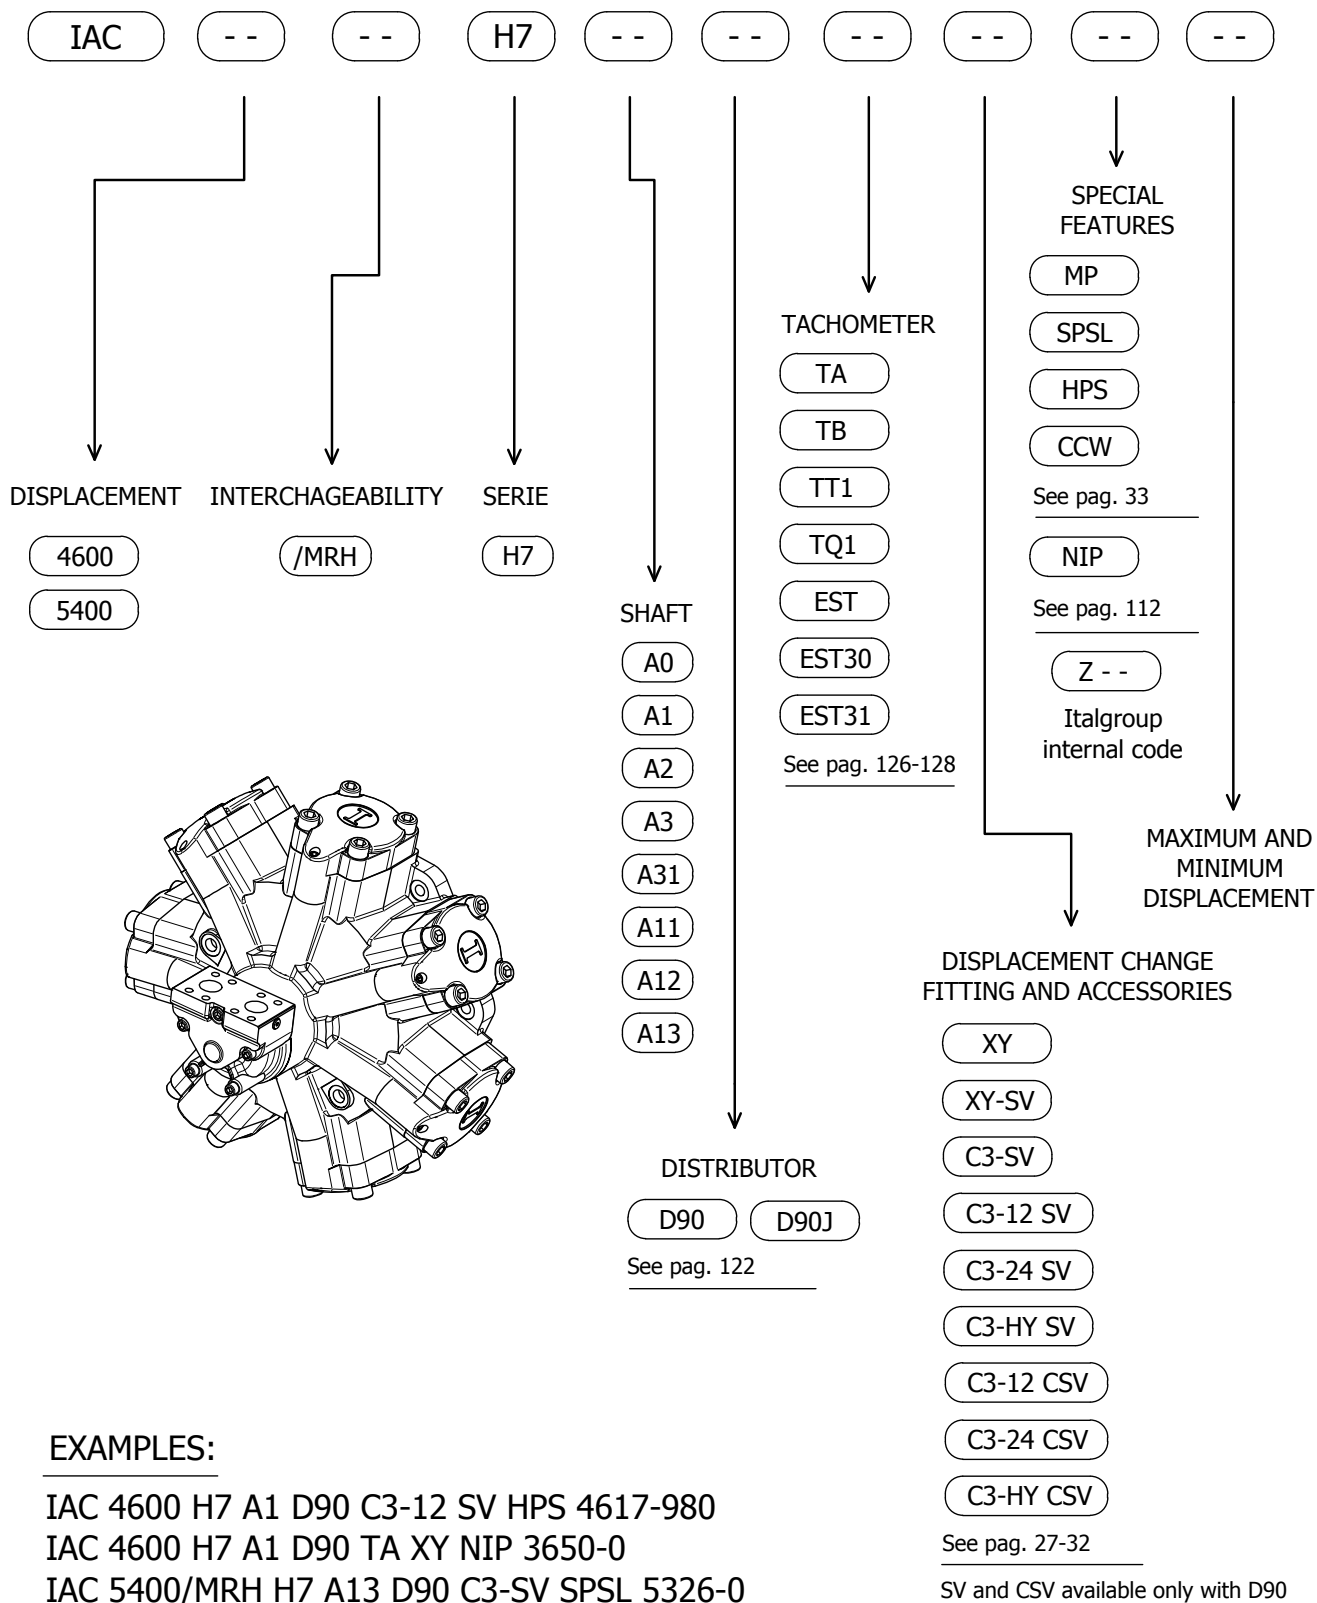 IAC - - - - H7 - - - - - - - - - - - -
DISPLACEMENT
4600
5400
INTERCHAGEABILITY
/MRH
SERIE
H7
SHAFT
A0
A1
A2
A3
A31
A11
A12
A13
DISTRIBUTOR
D90 D90J
See pag. 122
TACHOMETER
TA
TB
TT1
TQ1
EST
EST30
EST31
See pag. 126-128
DISPLACEMENT CHANGE
FITTING AND ACCESSORIES
XY
XY-SV
C3-SV
C3-12 SV
C3-24 SV
C3-HY SV
C3-12 CSV
C3-24 CSV
C3-HY CSV
See pag. 27-32
SV and CSV available only with D90
SPECIAL
FEATURES
MP
SPSL
HPS
CCW
See pag. 33
NIP
See pag. 112
Z - -
Italgroup
internal code
MAXIMUM AND
MINIMUM
DISPLACEMENT
EXAMPLES:
IAC 4600 H7 A1 D90 C3-12 SV HPS 4617-980
IAC 4600 H7 A1 D90 TA XY NIP 3650-0
IAC 5400/MRH H7 A13 D90 C3-SV SPSL 5326-0